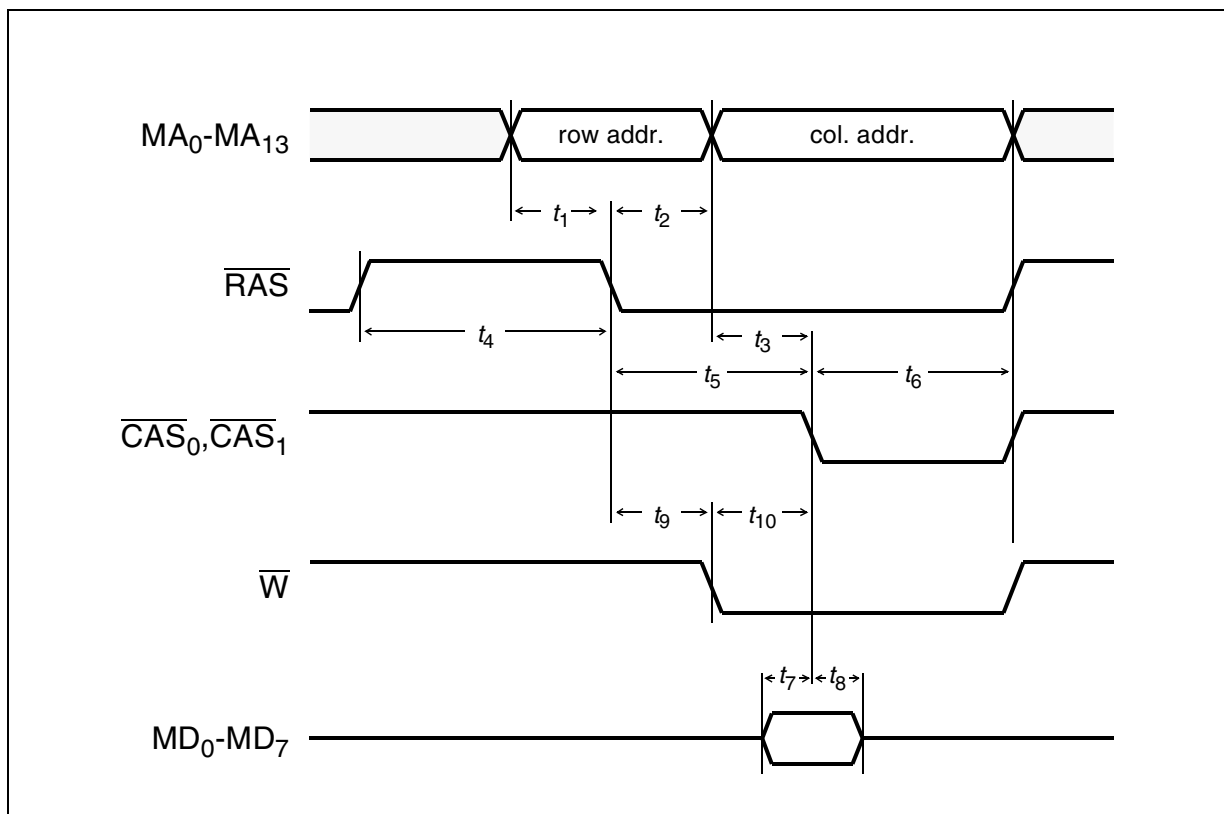 MA0-MA13 row addr. col. addr.
t1 t2
RAS
t4 t3
t5 t6
CAS0,CAS1
t9 t10
W
t7 t8
MD0-MD7